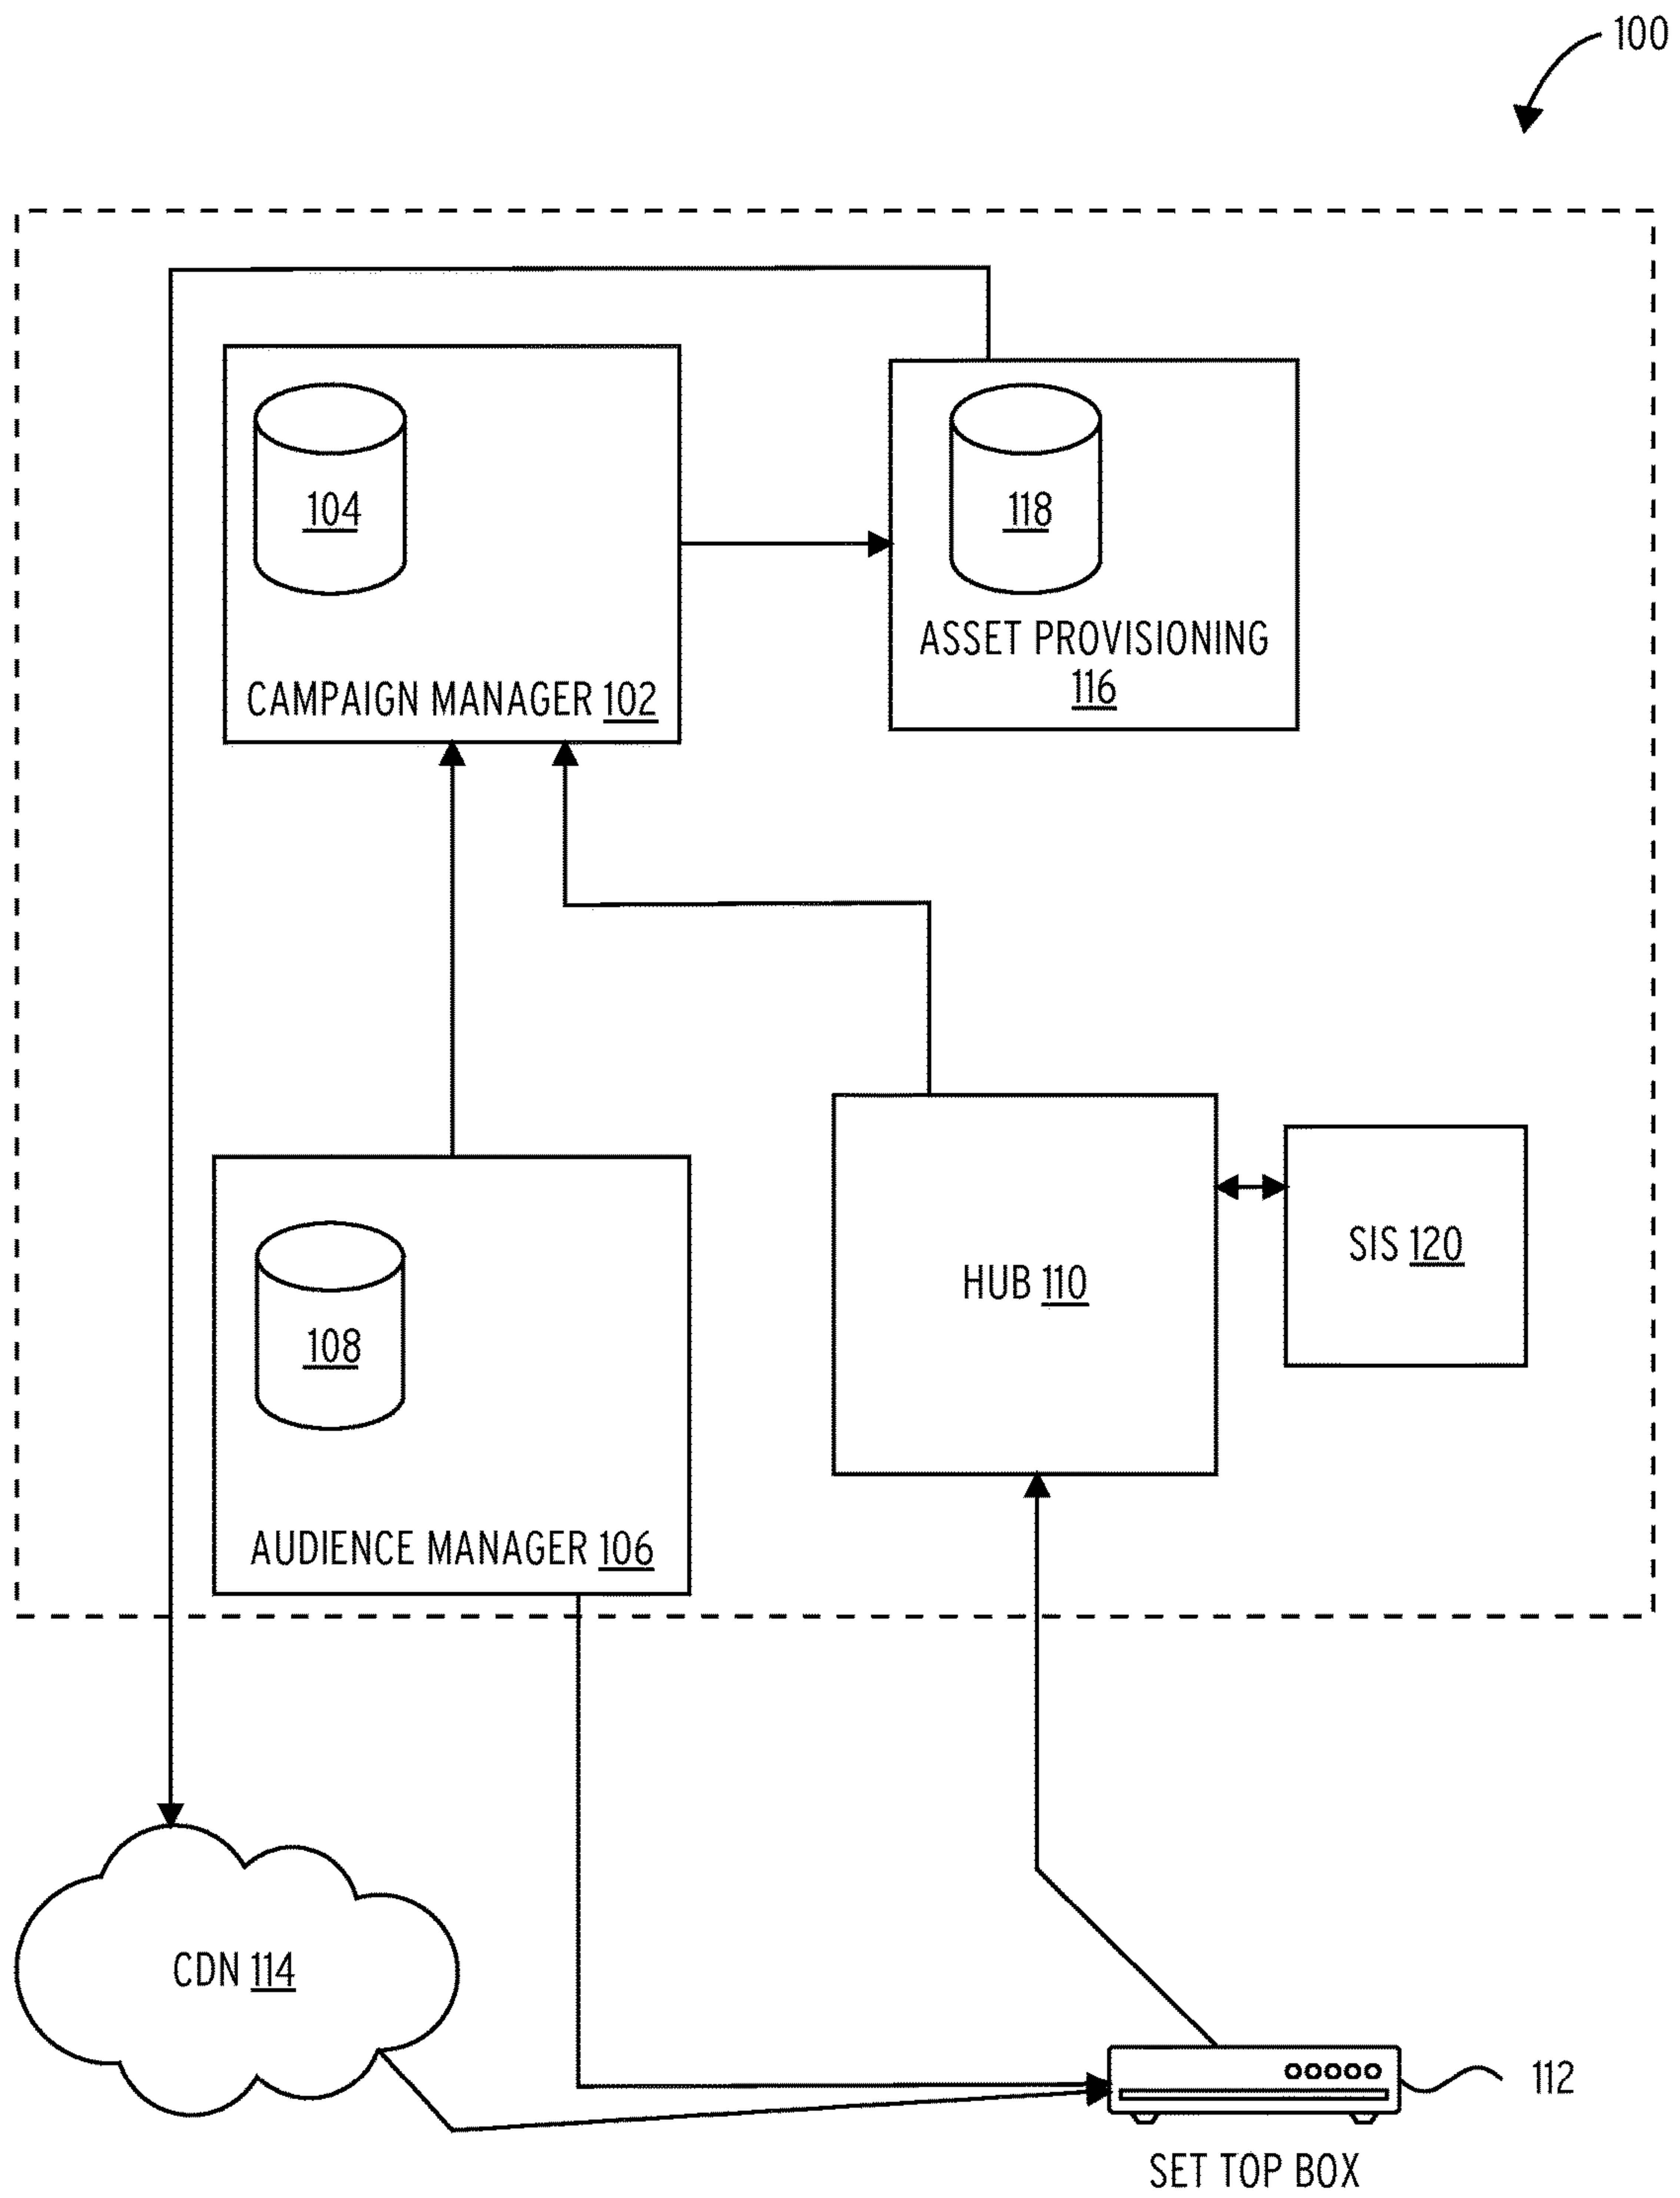 100
104
118
ASSET PROVISIONING
116
CAMPAIGN MANAGER 102
HUB 110
SIS 120
108
AUDIENCE MANAGER 106
CDN 114
112
SET TOP BOX